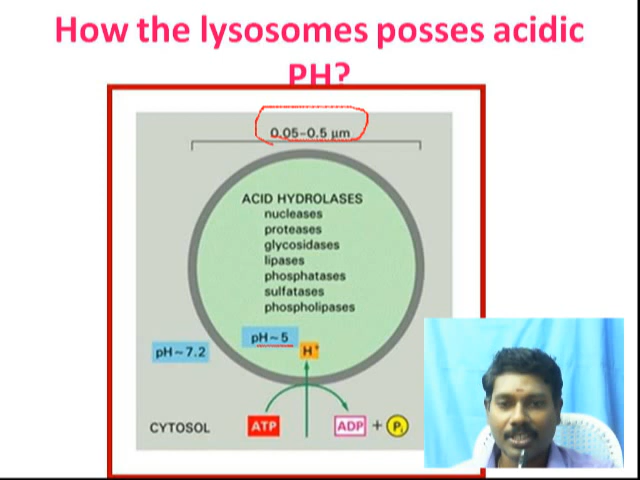 How the lysosomes posses acidic
PH?
0.05–0.5 µm
ACID HYDROLASES
nucleases
proteases
glycosidases
lipases
phosphatases
sulfatases
phospholipases
pH~5
H+
pH~7.2
CYTOSOL
ATP
ADP + Pi